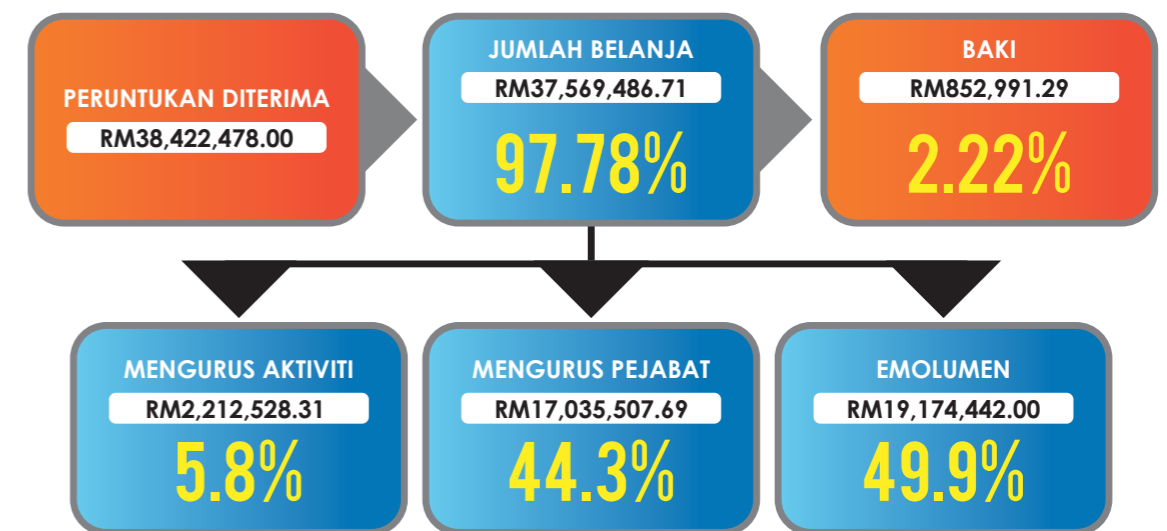 PERUNTUKAN DITERIMA
RM38,422,478.00
JUMLAH BELANJA
RM37,569,486.71
97.78%
BAKI
RM852,991.29
2.22%
MENGURUS AKTIVITI
RM2,212,528.31
5.8%
MENGURUS PEJABAT
RM17,035,507.69
44.3%
EMOLUMEN
RM19,174,442.00
49.9%